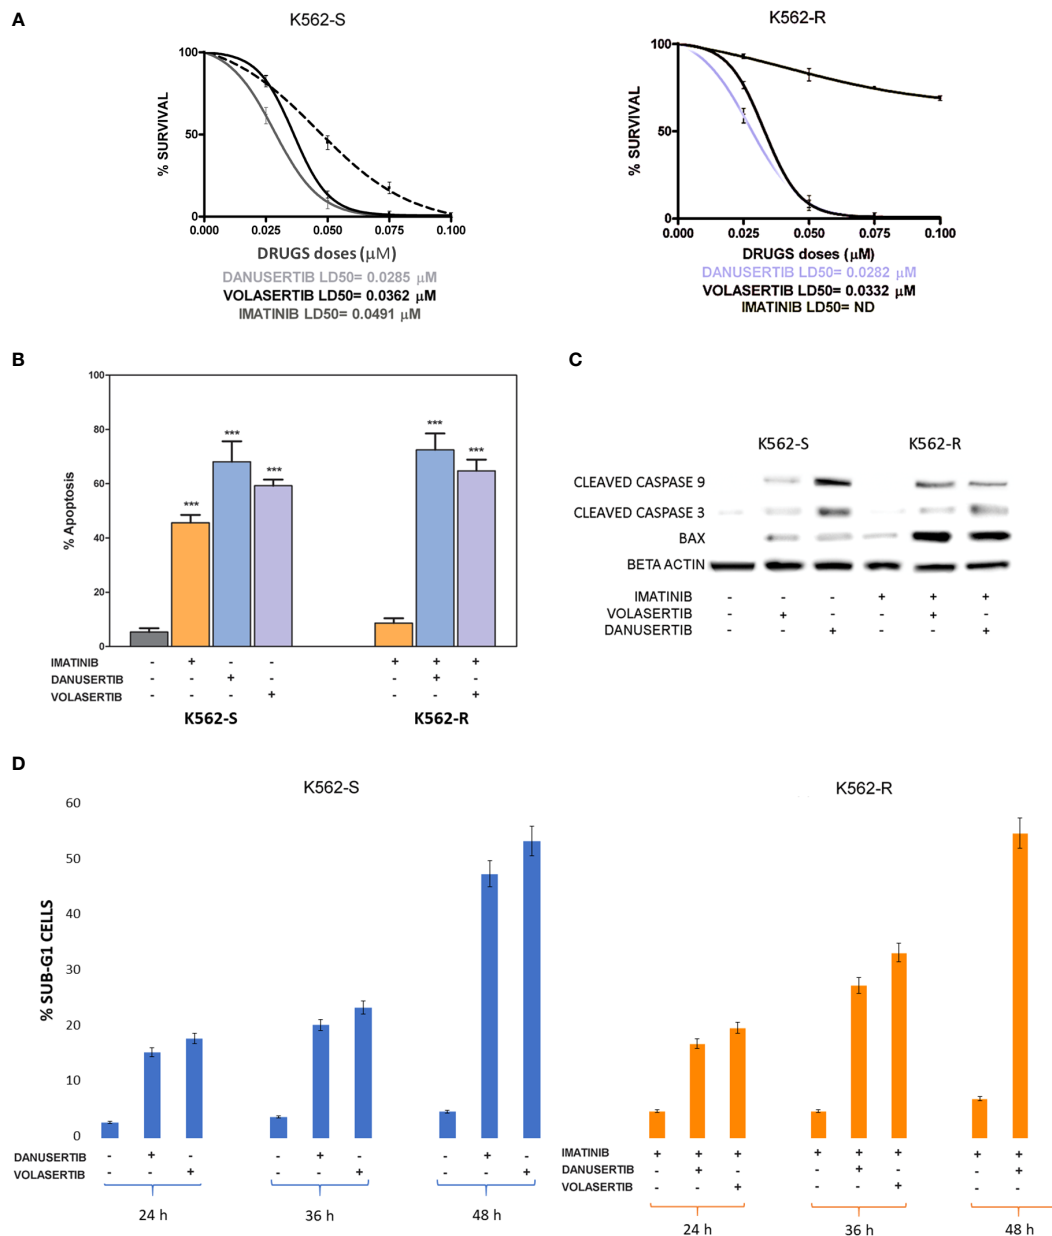 A
K562-S
K562-R
100
50
0
% SURVIVAL
0.000 0.025 0.050 0.075 0.100
DRUGS doses (μM)
DANUSERTIB LD50= 0.0285 μM
VOLASERTIB LD50= 0.0362 μM
IMATINIB LD50= 0.0491 μM
100
50
0
% SURVIVAL
0.000 0.025 0.050 0.075 0.100
DRUGS doses (μM)
DANUSERTIB LD50= 0.0282 μM
VOLASERTIB LD50= 0.0332 μM
IMATINIB LD50= ND
B
100
80
60
40
20
0
% Apoptosis
*** *** *** *** ***
IMATINIB - + - - + + +
DANUSERTIB - - + - - + -
VOLASERTIB - - - + - - +
K562-S K562-R
C
K562-S K562-R
CLEAVED CASPASE 9
CLEAVED CASPASE 3
BAX
BETA ACTIN
IMATINIB - - - + + +
VOLASERTIB - + - - + -
DANUSERTIB - - + - - +
D
K562-S
60
50
40
30
20
10
0
% SUB-G1 CELLS
DANUSERTIB - + - - + - - + -
VOLASERTIB - - + - - + - - +
24 h 36 h 48 h
K562-R
IMATINIB + + + + + + + +
DANUSERTIB - + - - + - - +
VOLASERTIB - - + - - + - -
24 h 36 h 48 h